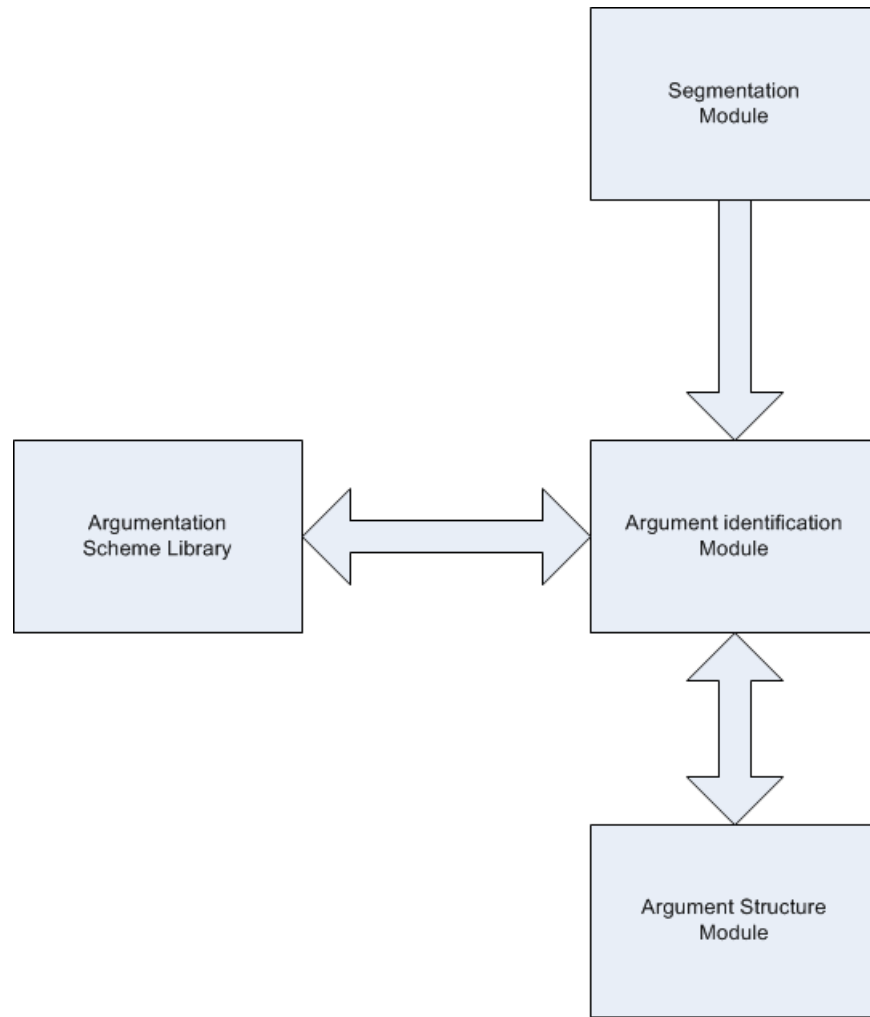 Segmentation
Module
Argumentation
Scheme Library
Argument identification
Module
Argument Structure
Module